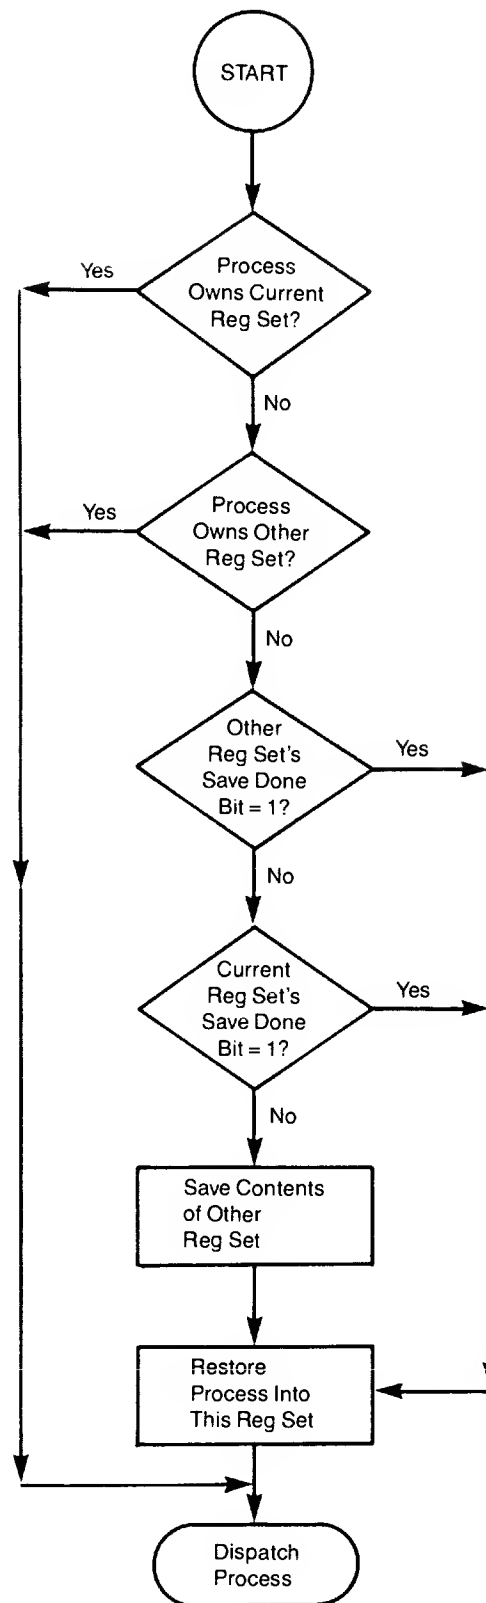 START
Process
Owns Current
Reg Set?
Yes
No
Process
Owns Other
Reg Set?
Yes
No
Other
Reg Set's
Save Done
Bit = 1?
Yes
No
Current
Reg Set's
Save Done
Bit = 1?
Yes
No
Save Contents
of Other
Reg Set
Restore
Process Into
This Reg Set
Dispatch
Process